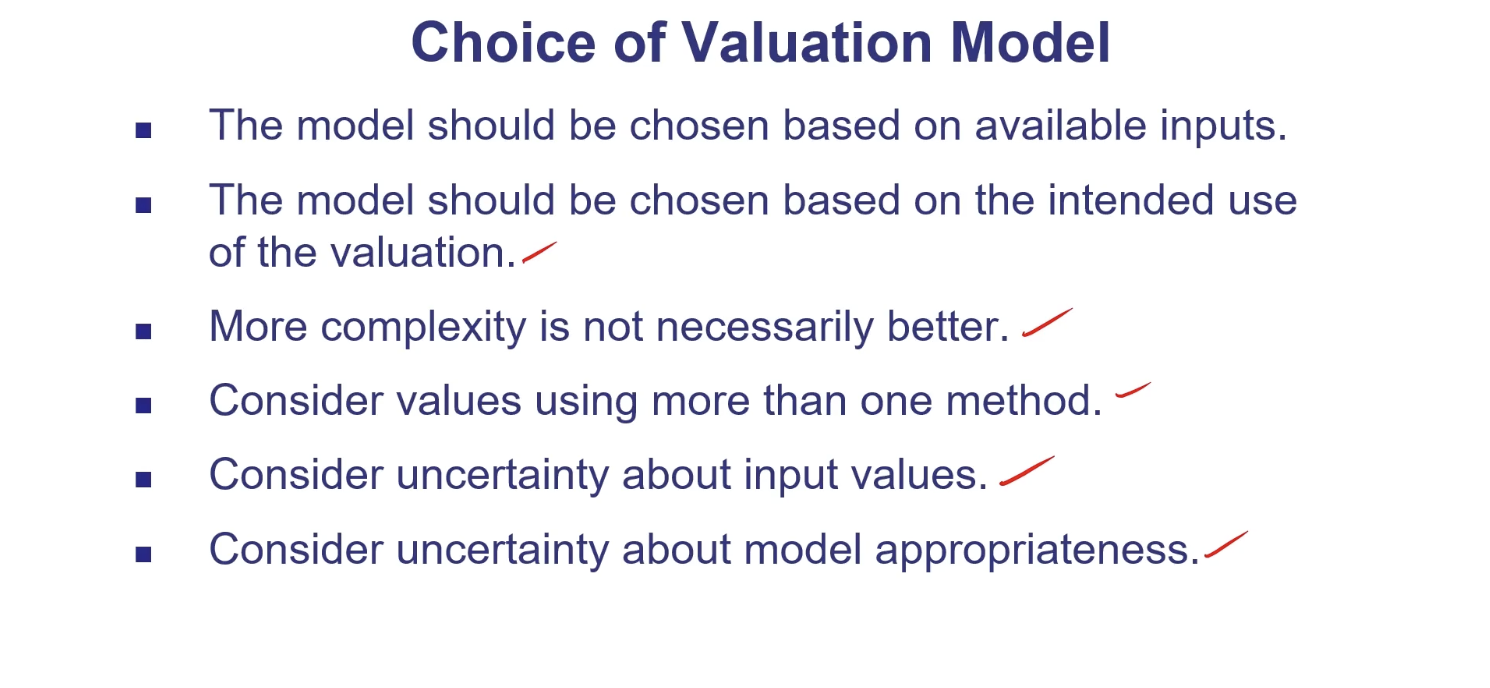 Choice of Valuation Model
▪ The model should be chosen based on available inputs.
▪ The model should be chosen based on the intended use
of the valuation.
▪ More complexity is not necessarily better.
▪ Consider values using more than one method.
▪ Consider uncertainty about input values.
▪ Consider uncertainty about model appropriateness.